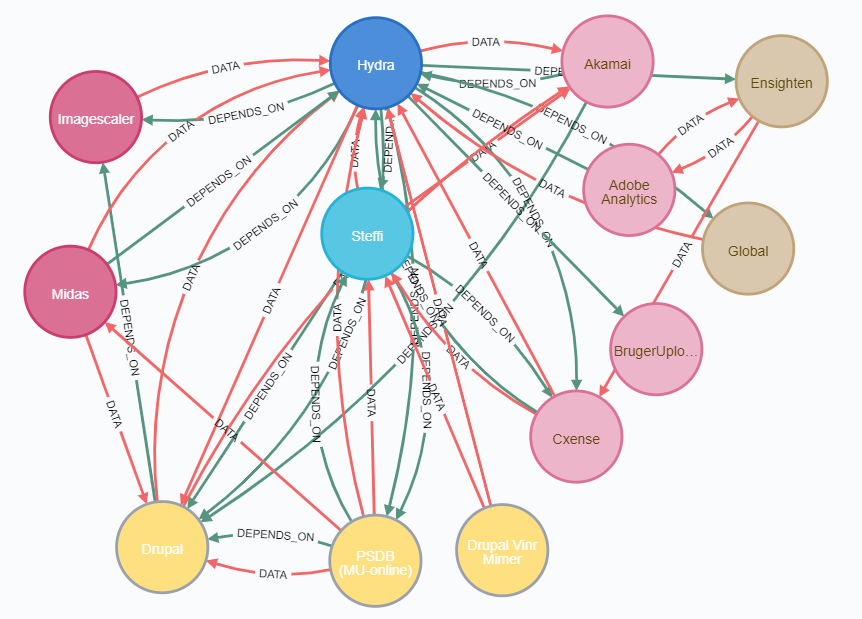 Hydra
DATA
Akamai
DEPE
DEPENDS_ON
Ensighten
DATA
Imagescaler
DEPENDS_ON
DATA
DEPENDS_ON
DEPENDS_ON
DATA
DATA
DEPEND
DATA
DATA
DEPENDS_ON
DEPENDS_ON
DEPENDS_ON
DATA
Adobe
Analytics
DEPENDS_ON
Steffi
Global
DATA
DATA
DATA
Midas
DEPENDS_ON
DATA
DATA
DATA
DEPENDS_ON
DEPENDS_ON
DEPENDS_ON
BrugerUplo...
DATA
DEPENDS_ON
DEPENDS_ON
DEPENDS_ON
DATA
DATA
DATA
DATA
Cxense
DEPENDS_ON
Drupal
DATA
PSDB
(MU-online)
Drupal Vinr
Mimer